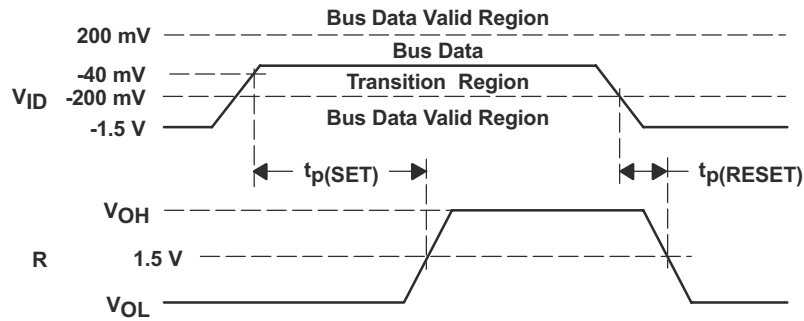 Bus Data Valid Region
200 mV
Bus Data
-40 mV
Transition Region
VID
-200 mV
Bus Data Valid Region
-1.5 V
tp(SET)
tp(RESET)
VOH
R
1.5 V
VOL